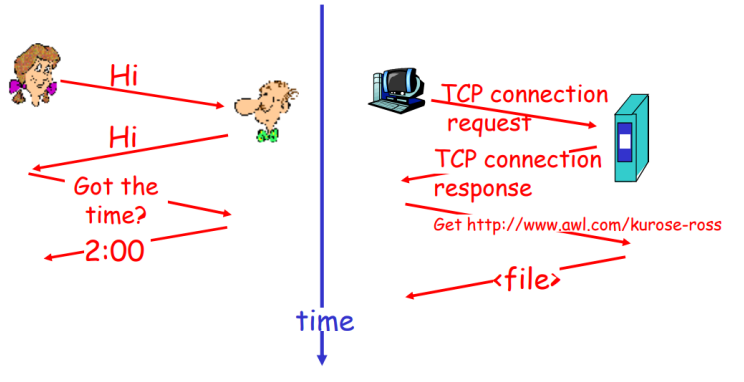 Hi
Hi
Got the
time?
2:00
TCP connection
request
TCP connection
response
Get http://www.awl.com/kurose-ross
<file>
time